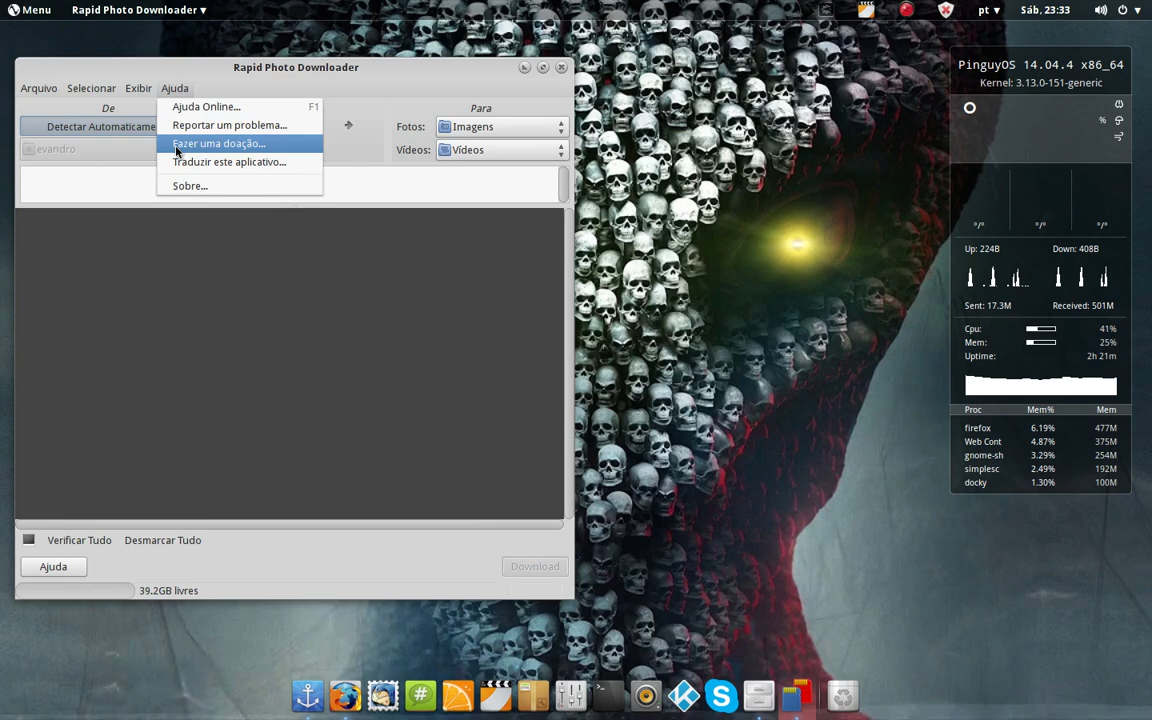 Menu Rapid Photo Downloader ▾ pt ▾ Sáb, 23:33
Rapid Photo Downloader
Arquivo Selecionar Exibir Ajuda
De Para
Detectar Automaticame
evandro
Ajuda Online... F1
Reportar um problema...
Fazer uma doação...
Traduzir este aplicativo...
Sobre...
Fotos: Imagens
Vídeos: Vídeos
Verificar Tudo Desmarcar Tudo
Ajuda Download
39.2GB livres
PinguyOS 14.04.4 x86_64
Kernel: 3.13.0-151-generic
%
°/° °/° °/°
Up: 224B Down: 408B
Sent: 17.3M Received: 501M
Cpu: 41%
Mem: 25%
Uptime: 2h 21m
Proc Mem% Mem
firefox 6.19% 477M
Web Cont 4.87% 375M
gnome-sh 3.29% 254M
simplesc 2.49% 192M
docky 1.30% 100M